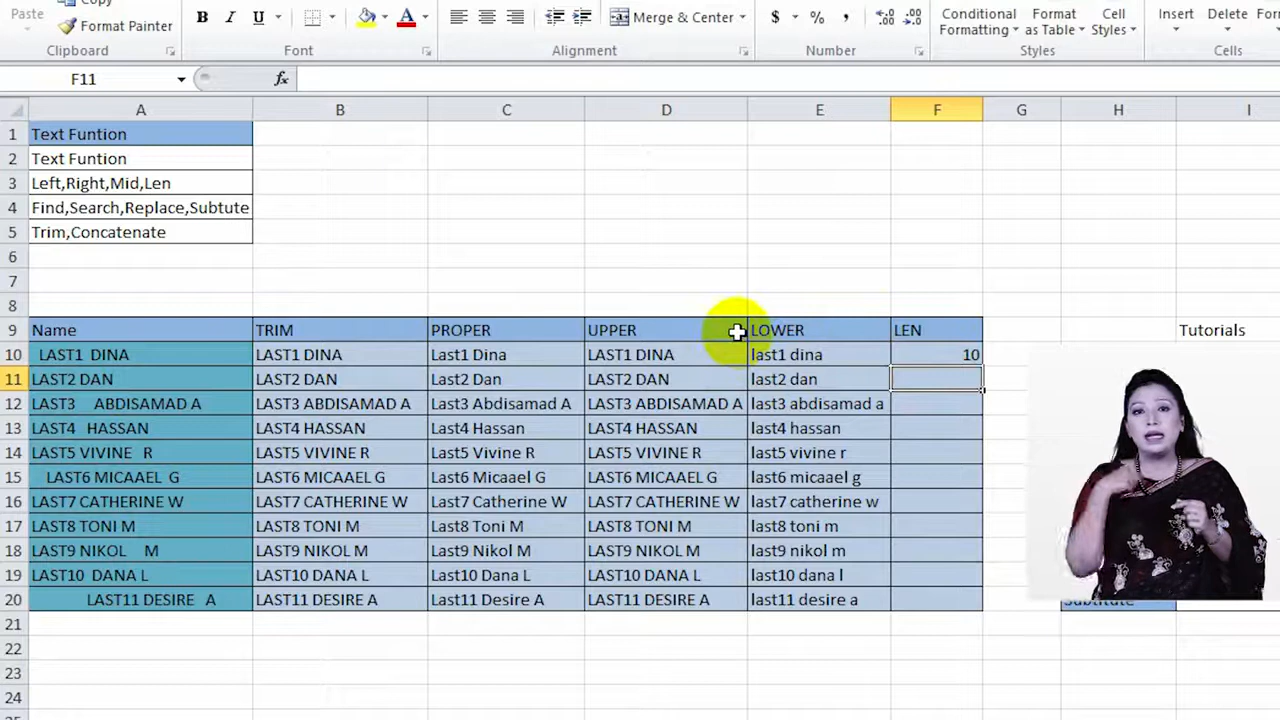 Copy
Paste
Format Painter
B I U A
Merge & Center
$ % ,
Conditional Formatting
Format as Table
Cell Styles
Insert
Delete
Clipboard
Font
Alignment
Number
Styles
Cells
F11
fx
A B C D E F G H I
1 Text Funtion
2 Text Funtion
3 Left,Right,Mid,Len
4 Find,Search,Replace,Subtute
5 Trim,Concatenate
6
7
8
9 Name TRIM PROPER UPPER LOWER LEN Tutorials
10 LAST1 DINA LAST1 DINA Last1 Dina LAST1 DINA last1 dina 10
11 LAST2 DAN LAST2 DAN Last2 Dan LAST2 DAN last2 dan
12 LAST3 ABDISAMAD A LAST3 ABDISAMAD A Last3 Abdisamad A LAST3 ABDISAMAD A last3 abdisamad a
13 LAST4 HASSAN LAST4 HASSAN Last4 Hassan LAST4 HASSAN last4 hassan
14 LAST5 VIVINE R LAST5 VIVINE R Last5 Vivine R LAST5 VIVINE R last5 vivine r
15 LAST6 MICAAEL G LAST6 MICAAEL G Last6 Micaael G LAST6 MICAAEL G last6 micaael g
16 LAST7 CATHERINE W LAST7 CATHERINE W Last7 Catherine W LAST7 CATHERINE W last7 catherine w
17 LAST8 TONI M LAST8 TONI M Last8 Toni M LAST8 TONI M last8 toni m
18 LAST9 NIKOL M LAST9 NIKOL M Last9 Nikol M LAST9 NIKOL M last9 nikol m
19 LAST10 DANA L LAST10 DANA L Last10 Dana L LAST10 DANA L last10 dana l
20 LAST11 DESIRE A LAST11 DESIRE A Last11 Desire A LAST11 DESIRE A last11 desire a Substitute
21
22
23
24